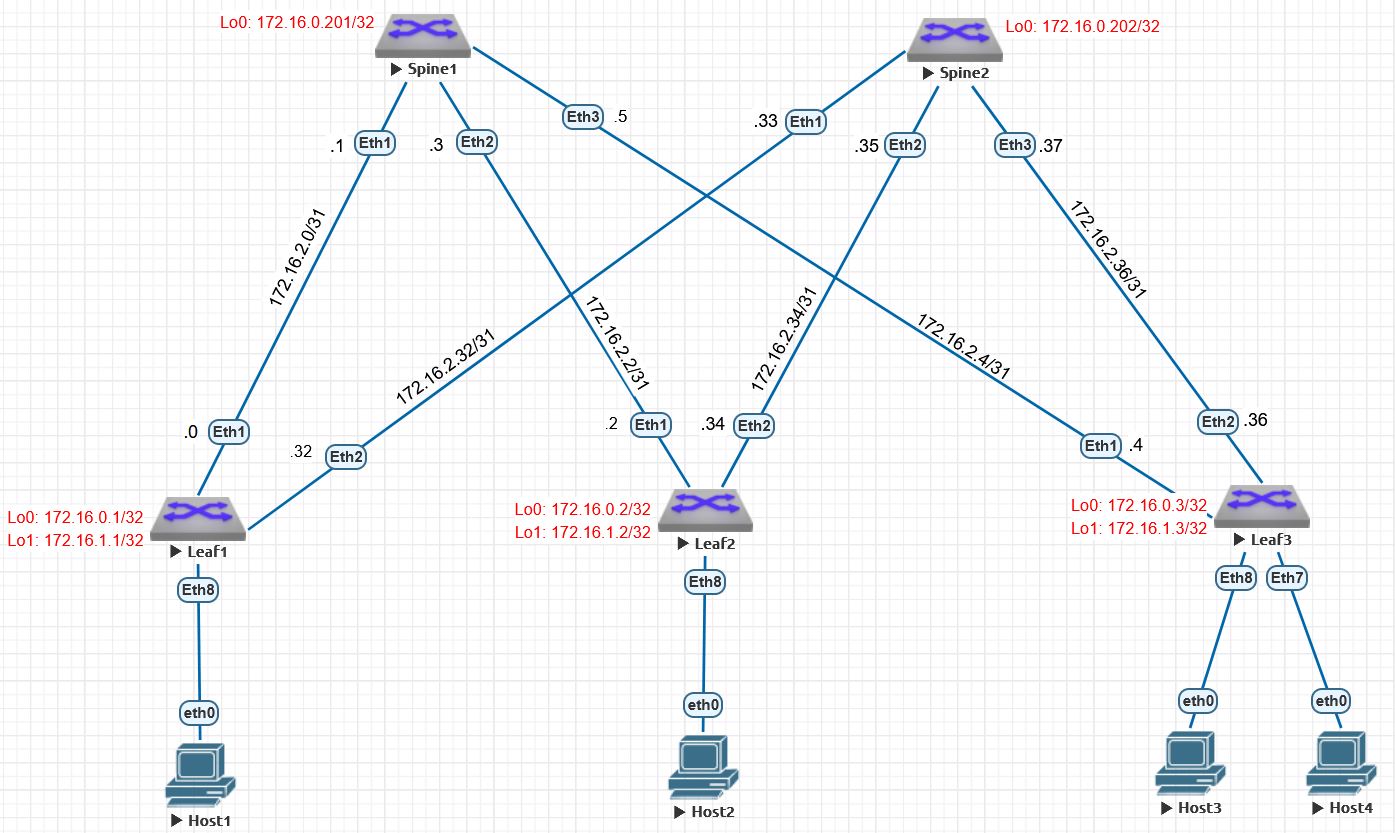 Lo0: 172.16.0.201/32
Spine1
Lo0: 172.16.0.202/32
Spine2
.1 Eth1
.3 Eth2
Eth3 .5
.33 Eth1
.35 Eth2
Eth3 .37
172.16.2.0/31
172.16.2.32/31
172.16.2.2/31
172.16.2.34/31
172.16.2.4/31
172.16.2.36/31
.0 Eth1
.32 Eth2
.2 Eth1
.34 Eth2
Eth1 .4
Eth2 .36
Lo0: 172.16.0.1/32
Lo1: 172.16.1.1/32
Leaf1
Lo0: 172.16.0.2/32
Lo1: 172.16.1.2/32
Leaf2
Lo0: 172.16.0.3/32
Lo1: 172.16.1.3/32
Leaf3
Eth8
Eth8
Eth8
Eth7
eth0
eth0
eth0
eth0
Host1
Host2
Host3
Host4